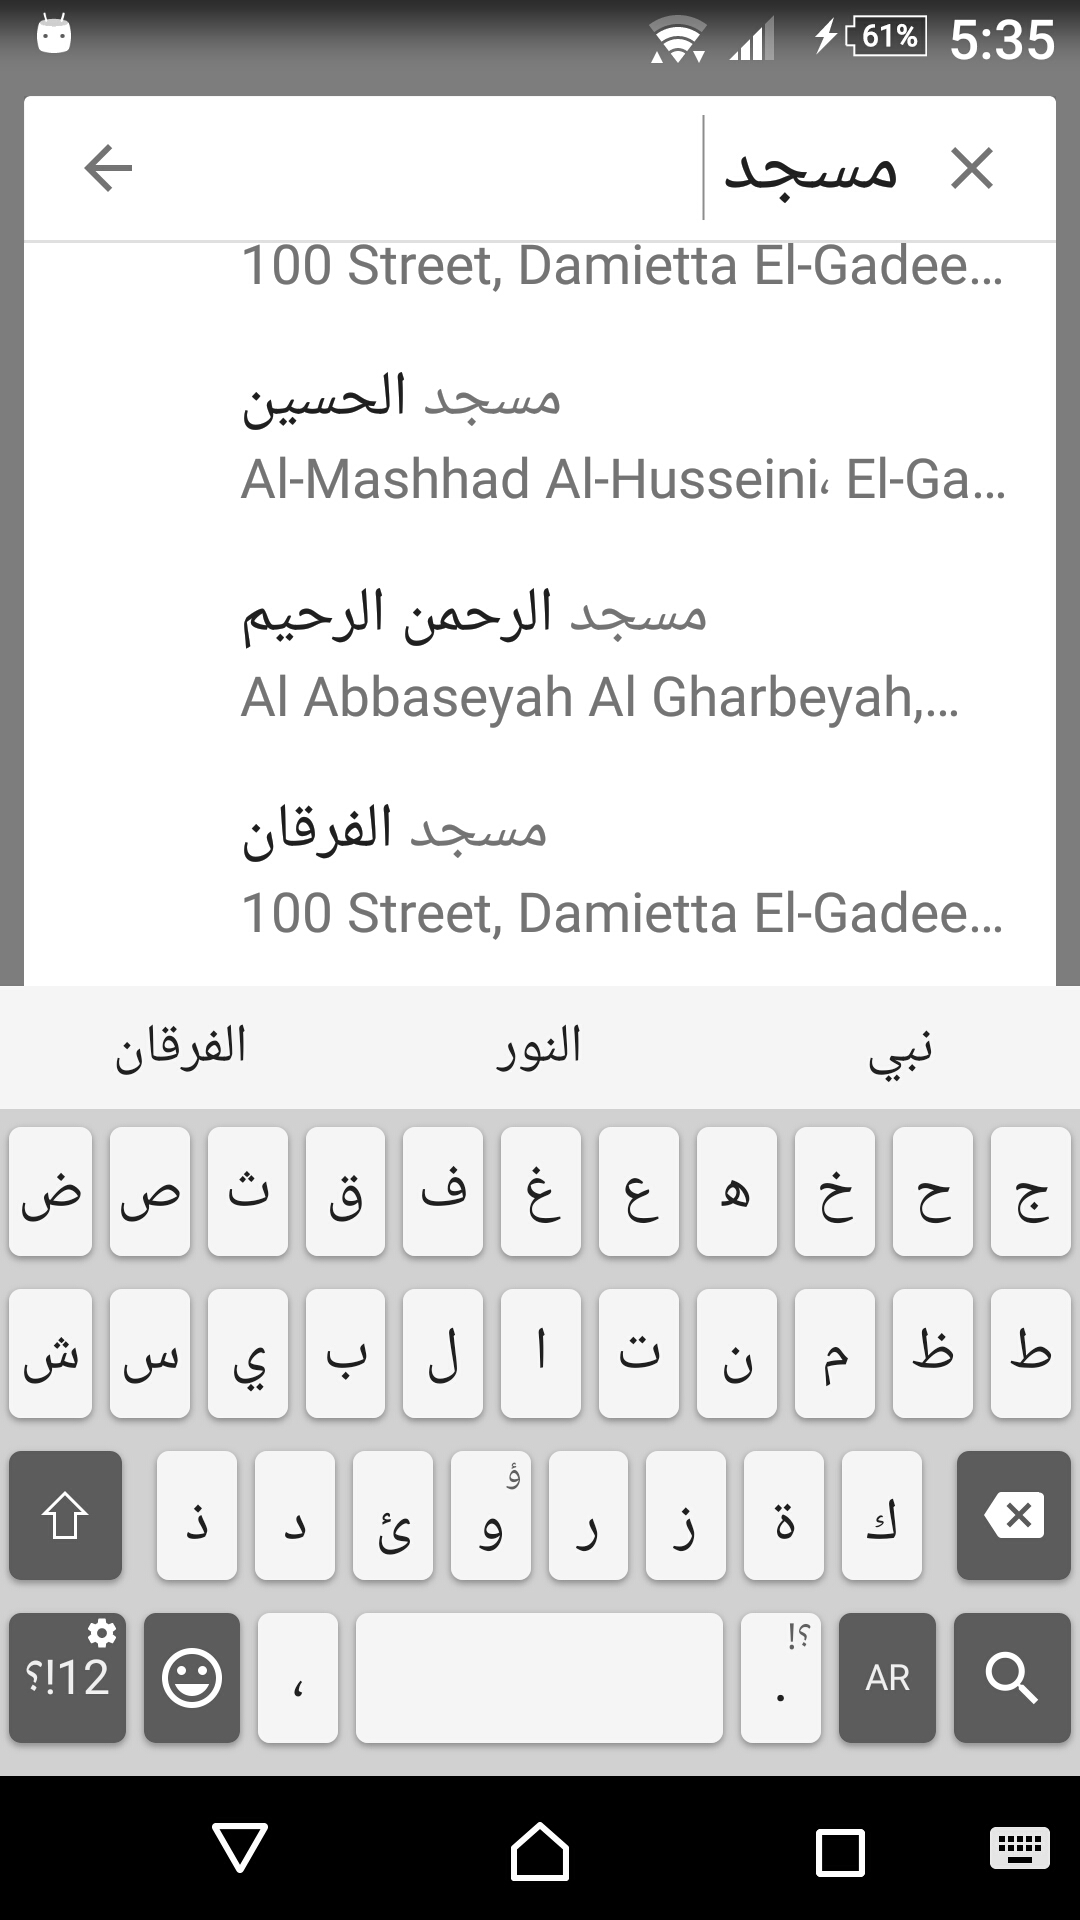 61% 5:35
مسجد
100 Street, Damietta El-Gadee...
مسجد الحسين
Al-Mashhad Al-Husseini، El-Ga...
مسجد الرحمن الرحيم
Al Abbaseyah Al Gharbeyah,...
مسجد الفرقان
100 Street, Damietta El-Gadee...
الفرقان النور نبي
ض ص ث ق ف غ ع ه خ ح ج
ش س ي ب ل ا ت ن م ظ ط
ذ د ئ و ؤ ر ز ة ك
12!؟ ، . !؟ AR